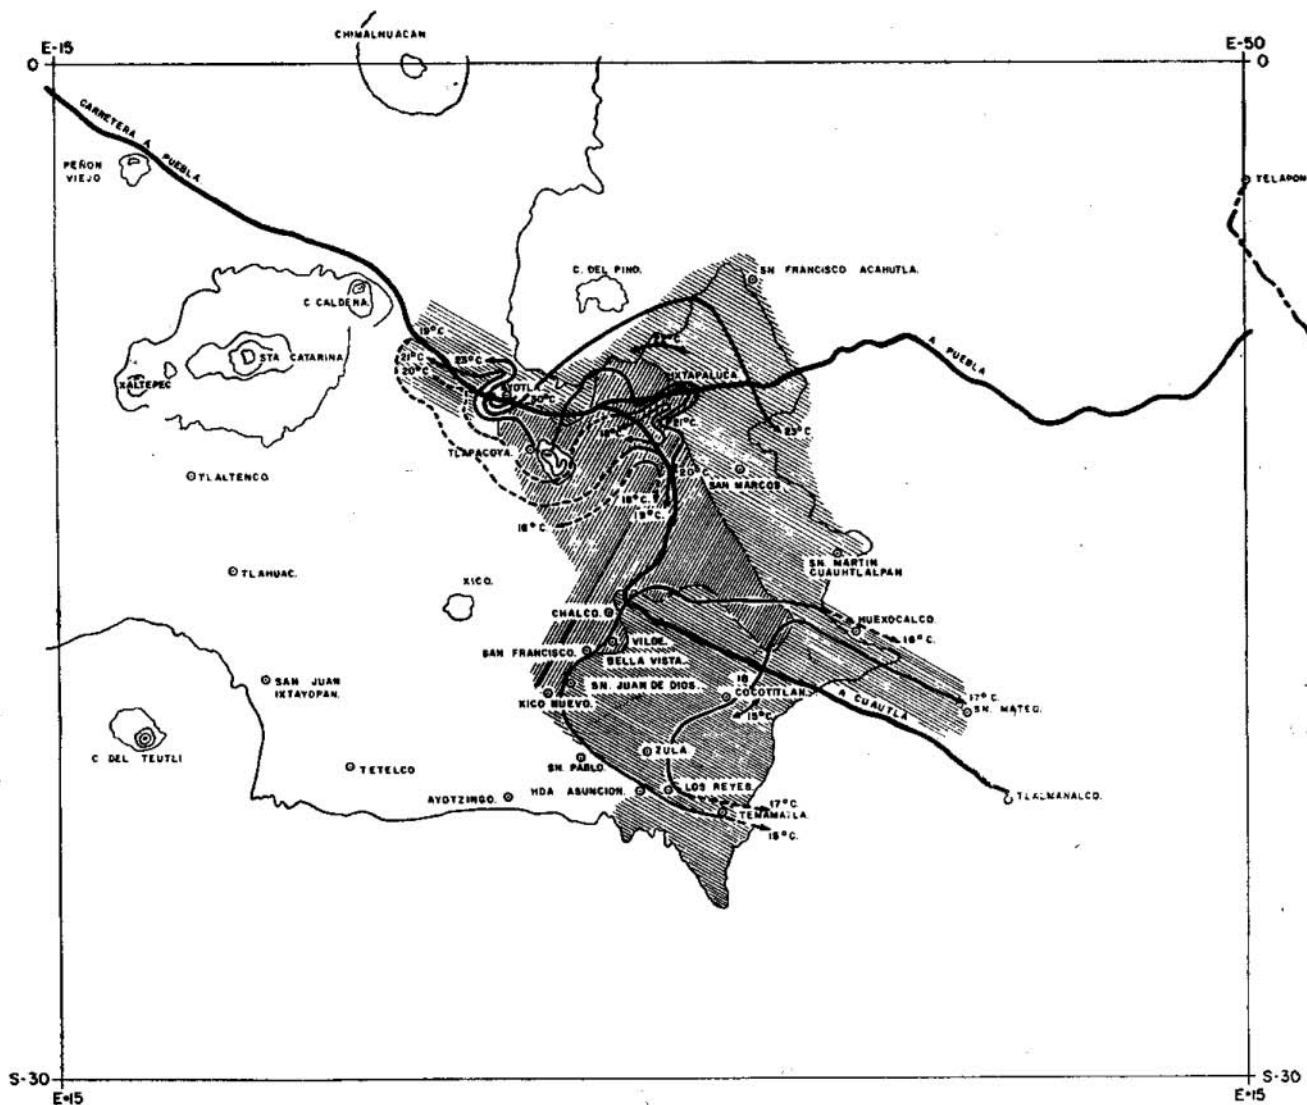 CHIMALHUACAN
E-15
E-50
O
O
CARRETERA A PUEBLA.
PEÑON
VIEJO
TELAPON
C. DEL PINO.
SN FRANCISCO ACAHUTLA.
C. CALDERA.
19°C.
A PUEBLA
21°C
23°C
STA CATARINA
20°C
IXTAPALUCA
XALTEPEC
30°C
21°C.
23°C
TLAPACOYA.
20°C
TLALTENCO.
SAN MARCOS
18°C.
19°C.
SN. MARTIN
CUAUHTLALPAN
TLAHUAC.
XICO.
CHALCO.
HUEXOCALCO.
16°C.
VILDE.
SAN FRANCISCO.
BELLA VISTA.
SAN JUAN
IXTAYOPAN.
SN. JUAN DE DIOS.
18
COCOTITLAN.
17°C.
XICO NUEVO.
15°C.
A CUAUTLA
SN. MATEO.
C. DEL TEUTLI
ZULA.
SN. PABLO.
TETELCO
AYOTZINGO.
HDA ASUNCION.
LOS REYES.
17°C.
TLALMANALCO.
TEMAMATLA.
S-30
S-30
E-15
E-15